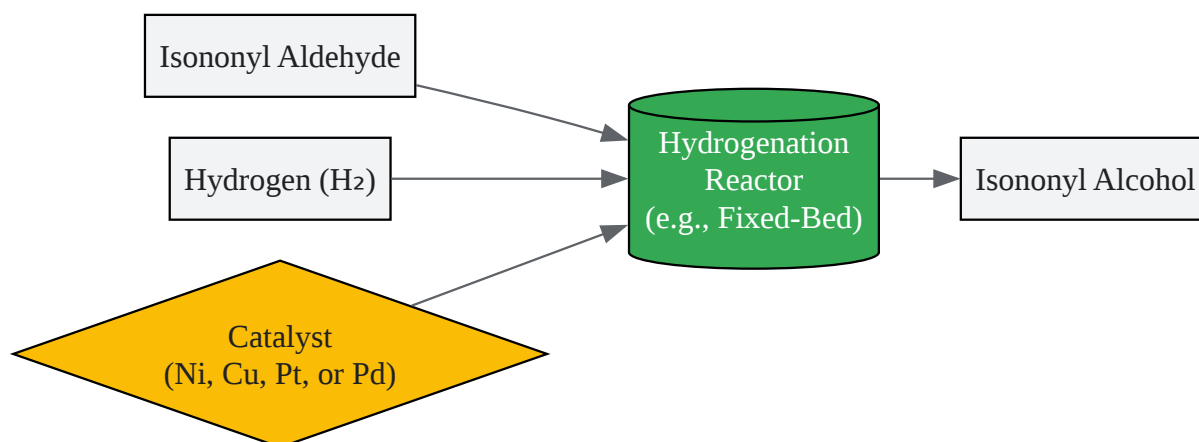 Isononyl Aldehyde
Hydrogen (H₂)
Catalyst
(Ni, Cu, Pt, or Pd)
Hydrogenation
Reactor
(e.g., Fixed-Bed)
Isononyl Alcohol